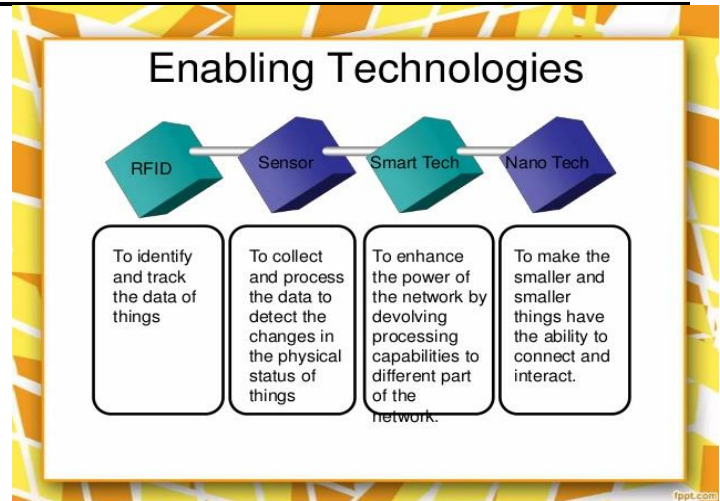 Enabling Technologies
RFID
Sensor
Smart Tech
Nano Tech
To identify
and track
the data of
things
To collect
and process
the data to
detect the
changes in
the physical
status of
things
To enhance
the power of
the network by
devolving
processing
capabilities to
different part
of the
network.
To make the
smaller and
smaller
things have
the ability to
connect and
interact.
fppt.com